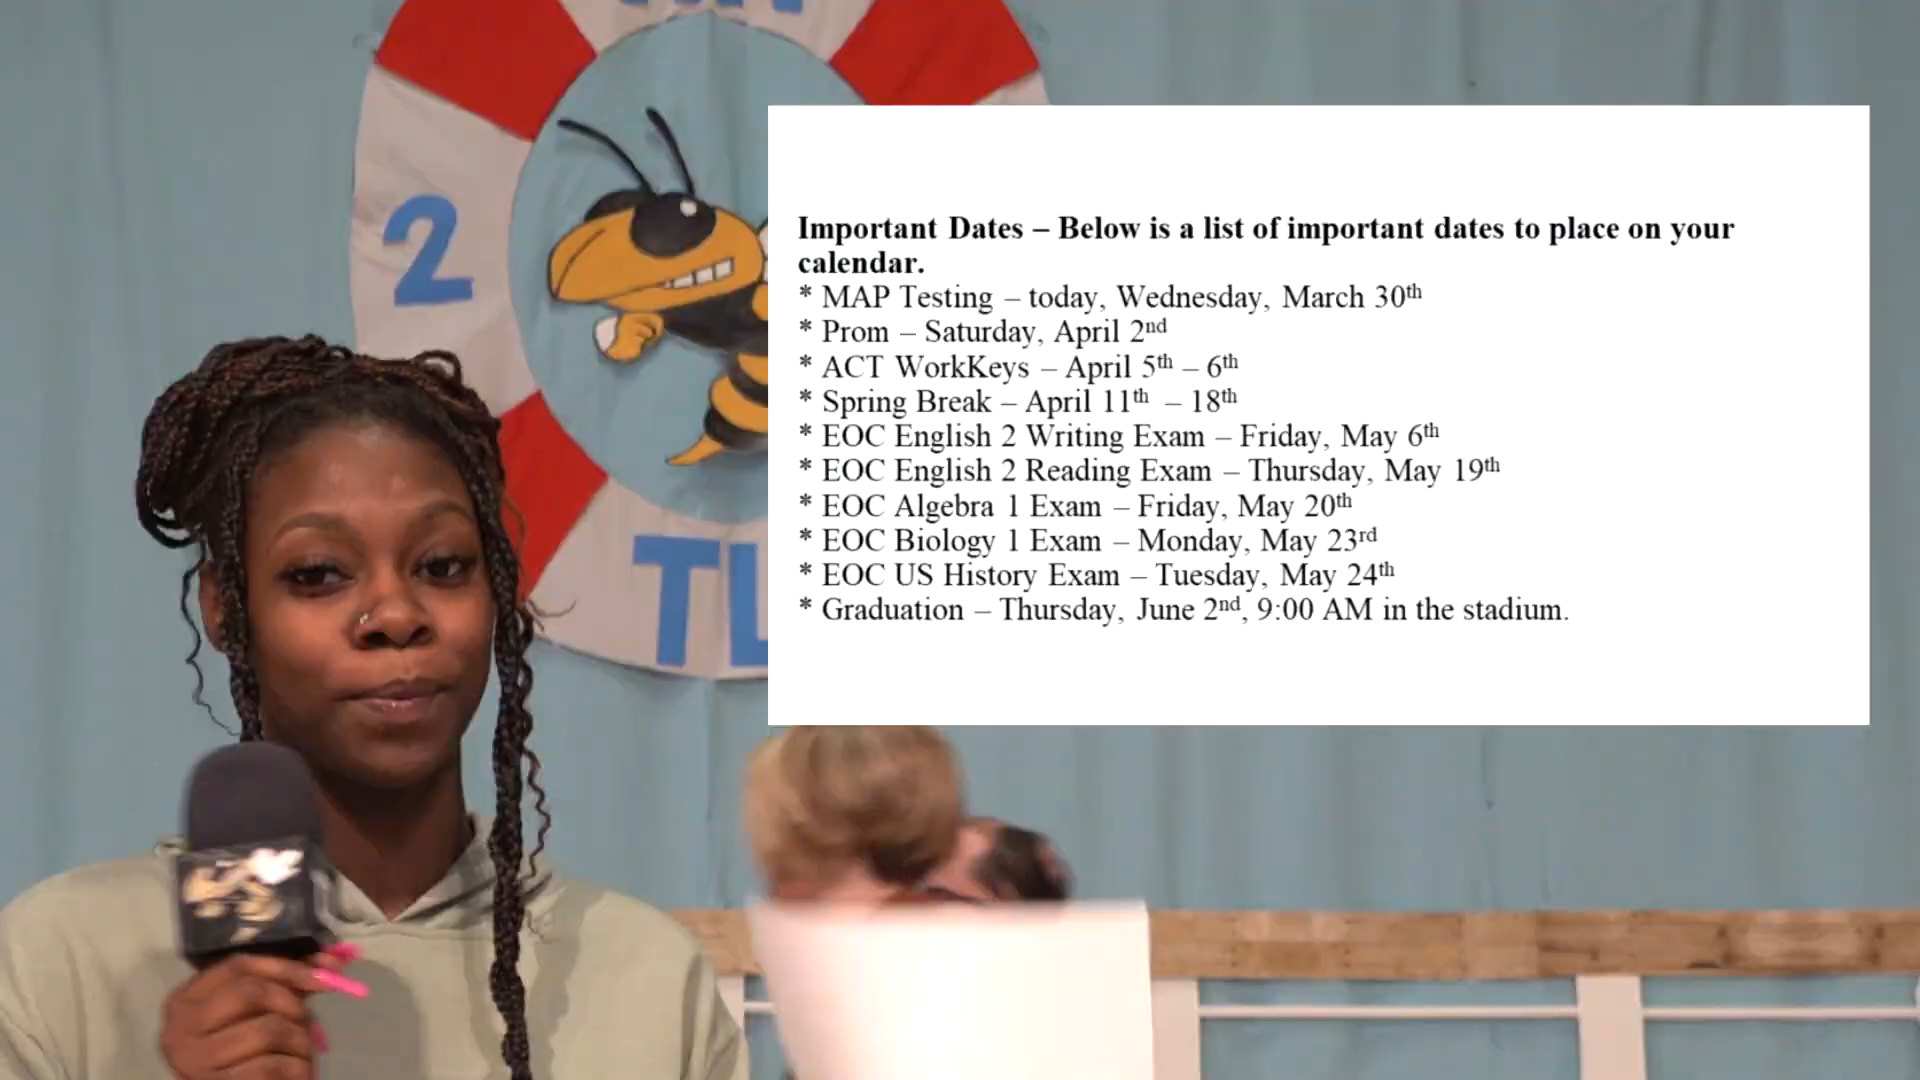 2
TL
Important Dates – Below is a list of important dates to place on your
calendar.
* MAP Testing – today, Wednesday, March 30th
* Prom – Saturday, April 2nd
* ACT WorkKeys – April 5th – 6th
* Spring Break – April 11th – 18th
* EOC English 2 Writing Exam – Friday, May 6th
* EOC English 2 Reading Exam – Thursday, May 19th
* EOC Algebra 1 Exam – Friday, May 20th
* EOC Biology 1 Exam – Monday, May 23rd
* EOC US History Exam – Tuesday, May 24th
* Graduation – Thursday, June 2nd, 9:00 AM in the stadium.